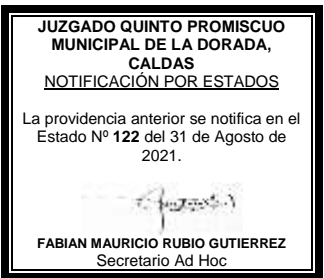 JUZGADO QUINTO PROMISCUO
MUNICIPAL DE LA DORADA,
CALDAS
NOTIFICACIÓN POR ESTADOS
La providencia anterior se notifica en el
Estado Nº 122 del 31 de Agosto de
2021.
FABIAN MAURICIO RUBIO GUTIERREZ
Secretario Ad Hoc